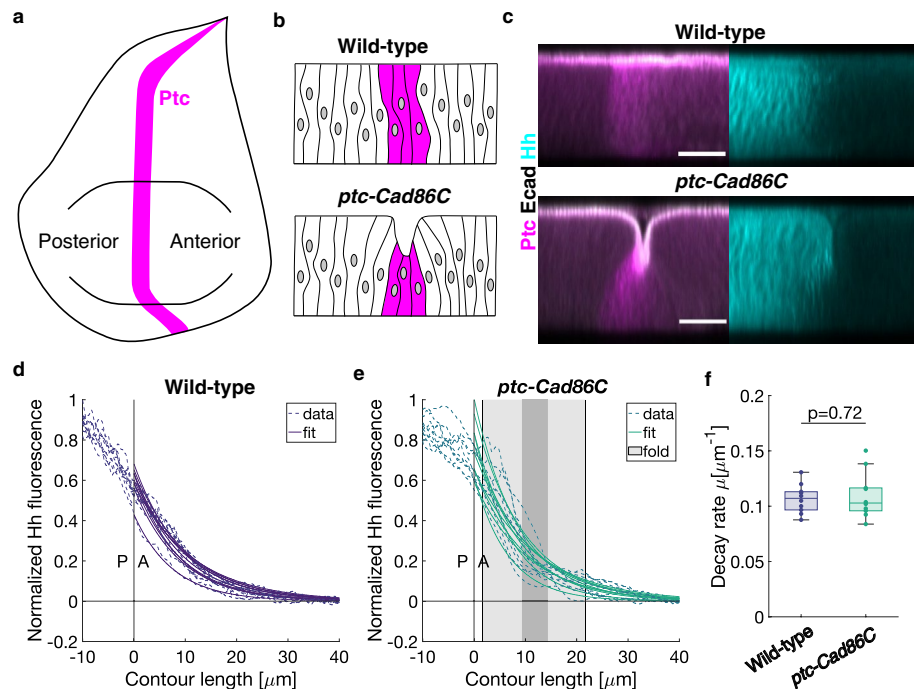 a
Ptc
Posterior
Anterior
b
Wild-type
ptc-Cad86C
c
Wild-type
ptc-Cad86C
Ptc Ecad Hh
d
Wild-type
Normalized Hh fluorescence
1
0.8
0.6
0.4
0.2
0
-0.2
data
fit
P A
-10 0 10 20 30 40
Contour length [μm]
e
ptc-Cad86C
Normalized Hh fluorescence
1
0.8
0.6
0.4
0.2
0
-0.2
data
fit
fold
P A
-10 0 10 20 30 40
Contour length [μm]
f
Decay rate μ[μm⁻¹]
0.2
0.15
0.1
0.05
0
p=0.72
Wild-type
ptc-Cad86C